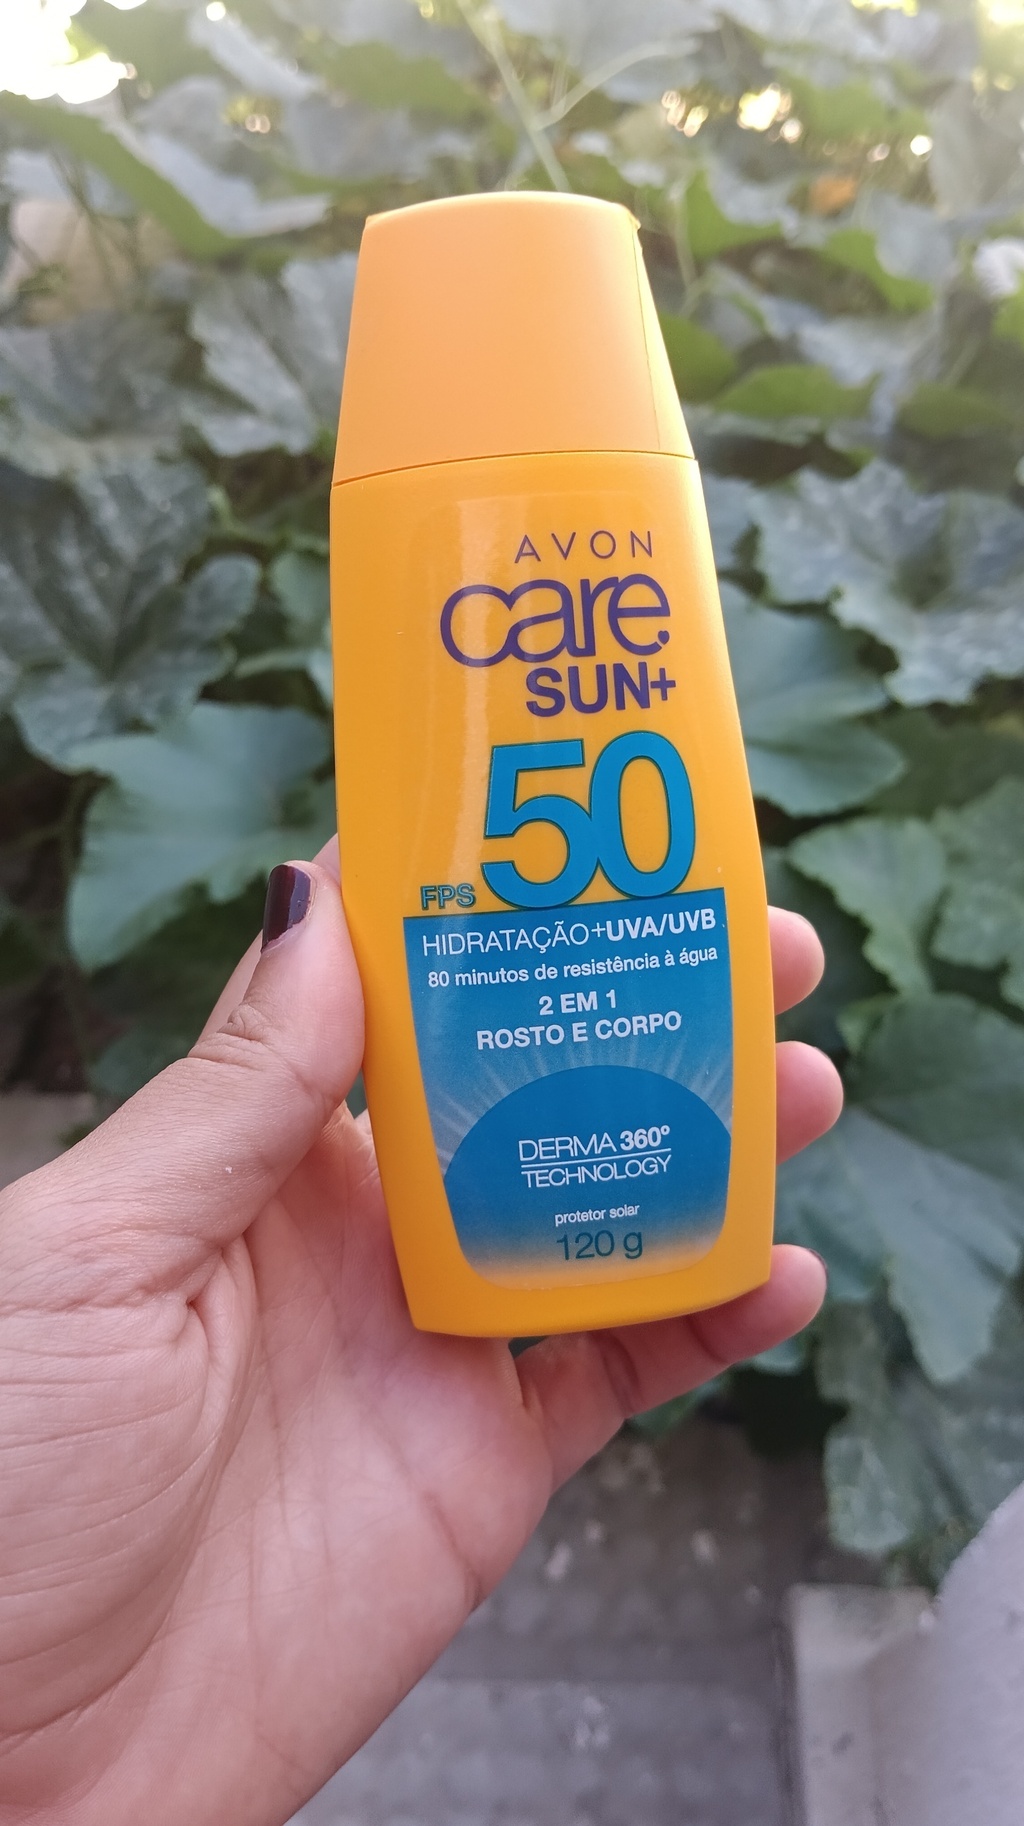 AVON
care
SUN+
FPS 50
HIDRATAÇÃO+UVA/UVB
80 minutos de resistência à água
2 EM 1
ROSTO E CORPO
DERMA 360°
TECHNOLOGY
protetor solar
120 g